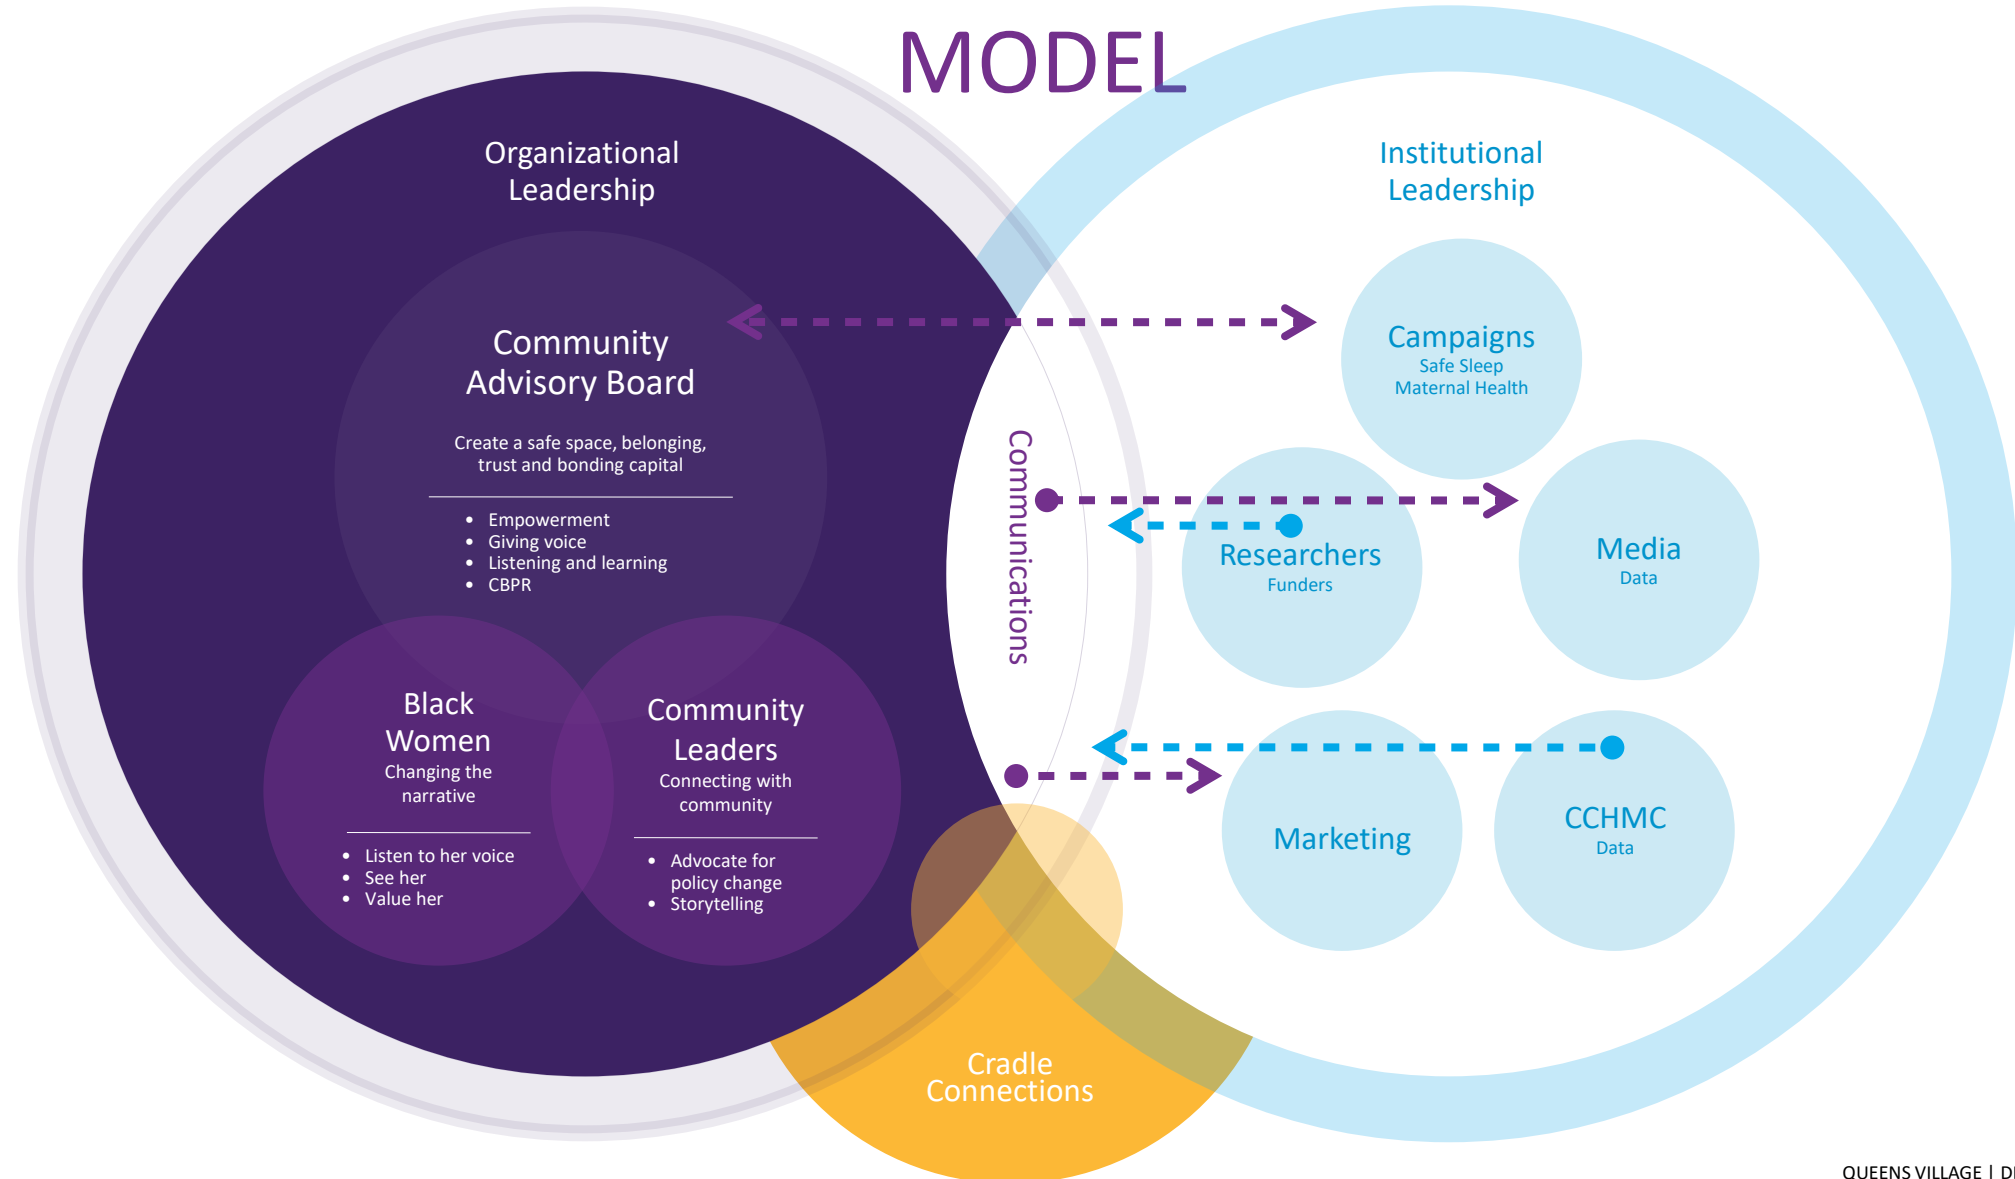 MODEL
Organizational
Leadership
Community
Advisory Board
Create a safe space, belonging,
trust and bonding capital
• Empowerment
• Giving voice
• Listening and learning
• CBPR
Black
Women
Changing the
narrative
• Listen to her voice
• See her
• Value her
Community
Leaders
Connecting with
community
• Advocate for
policy change
• Storytelling
Communications
Cradle
Connections
Institutional
Leadership
Campaigns
Safe Sleep
Maternal Health
Researchers
Funders
Media
Data
Marketing
CCHMC
Data
QUEENS VILLAGE |